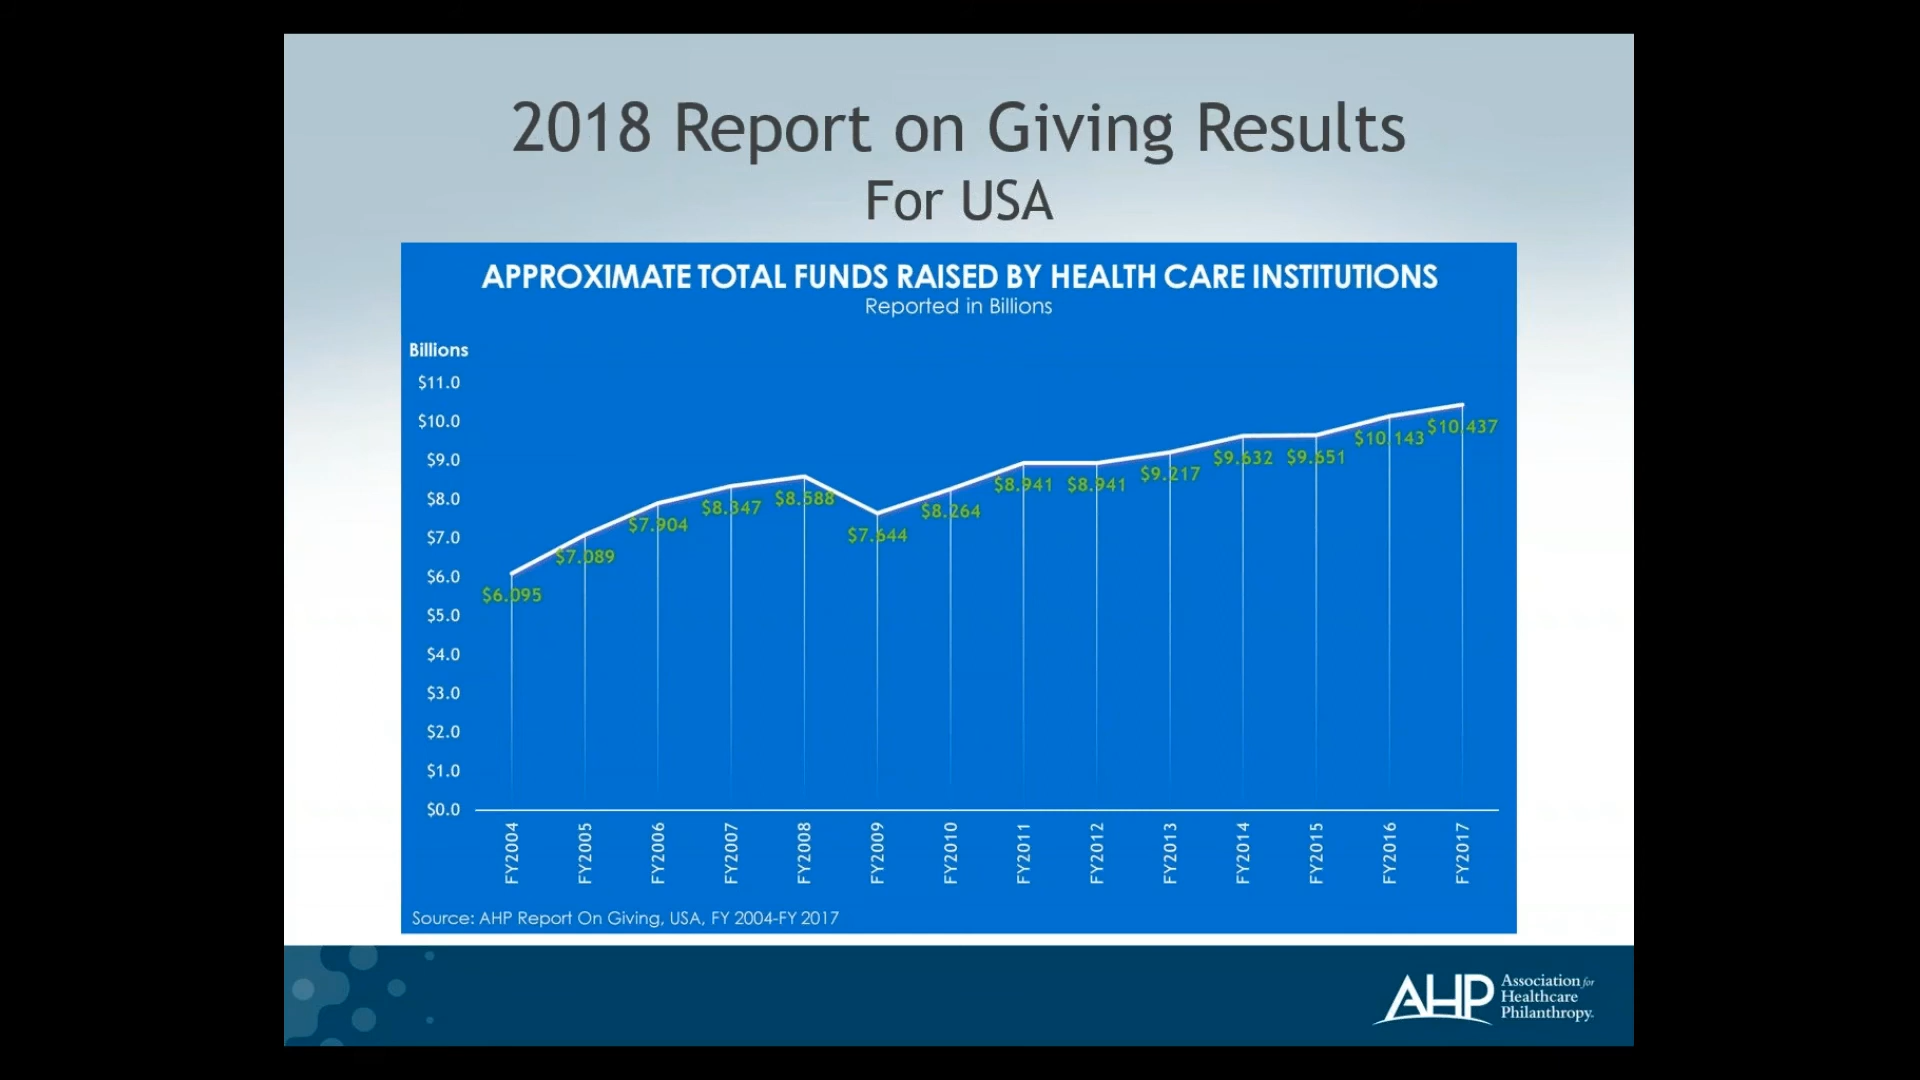 2018 Report on Giving Results
For USA
APPROXIMATE TOTAL FUNDS RAISED BY HEALTH CARE INSTITUTIONS
Reported in Billions
Billions
$11.0
$10.0
$9.0
$8.0
$7.0
$6.0
$5.0
$4.0
$3.0
$2.0
$1.0
$0.0
$6.095
$7.089
$7.904
$8.347
$8.588
$7.644
$8.264
$8.941
$8.941
$9.217
$9.632
$9.651
$10.143
$10.437
FY2004
FY2005
FY2006
FY2007
FY2008
FY2009
FY2010
FY2011
FY2012
FY2013
FY2014
FY2015
FY2016
FY2017
Source: AHP Report On Giving, USA, FY 2004-FY 2017
AHP
Association for
Healthcare
Philanthropy.